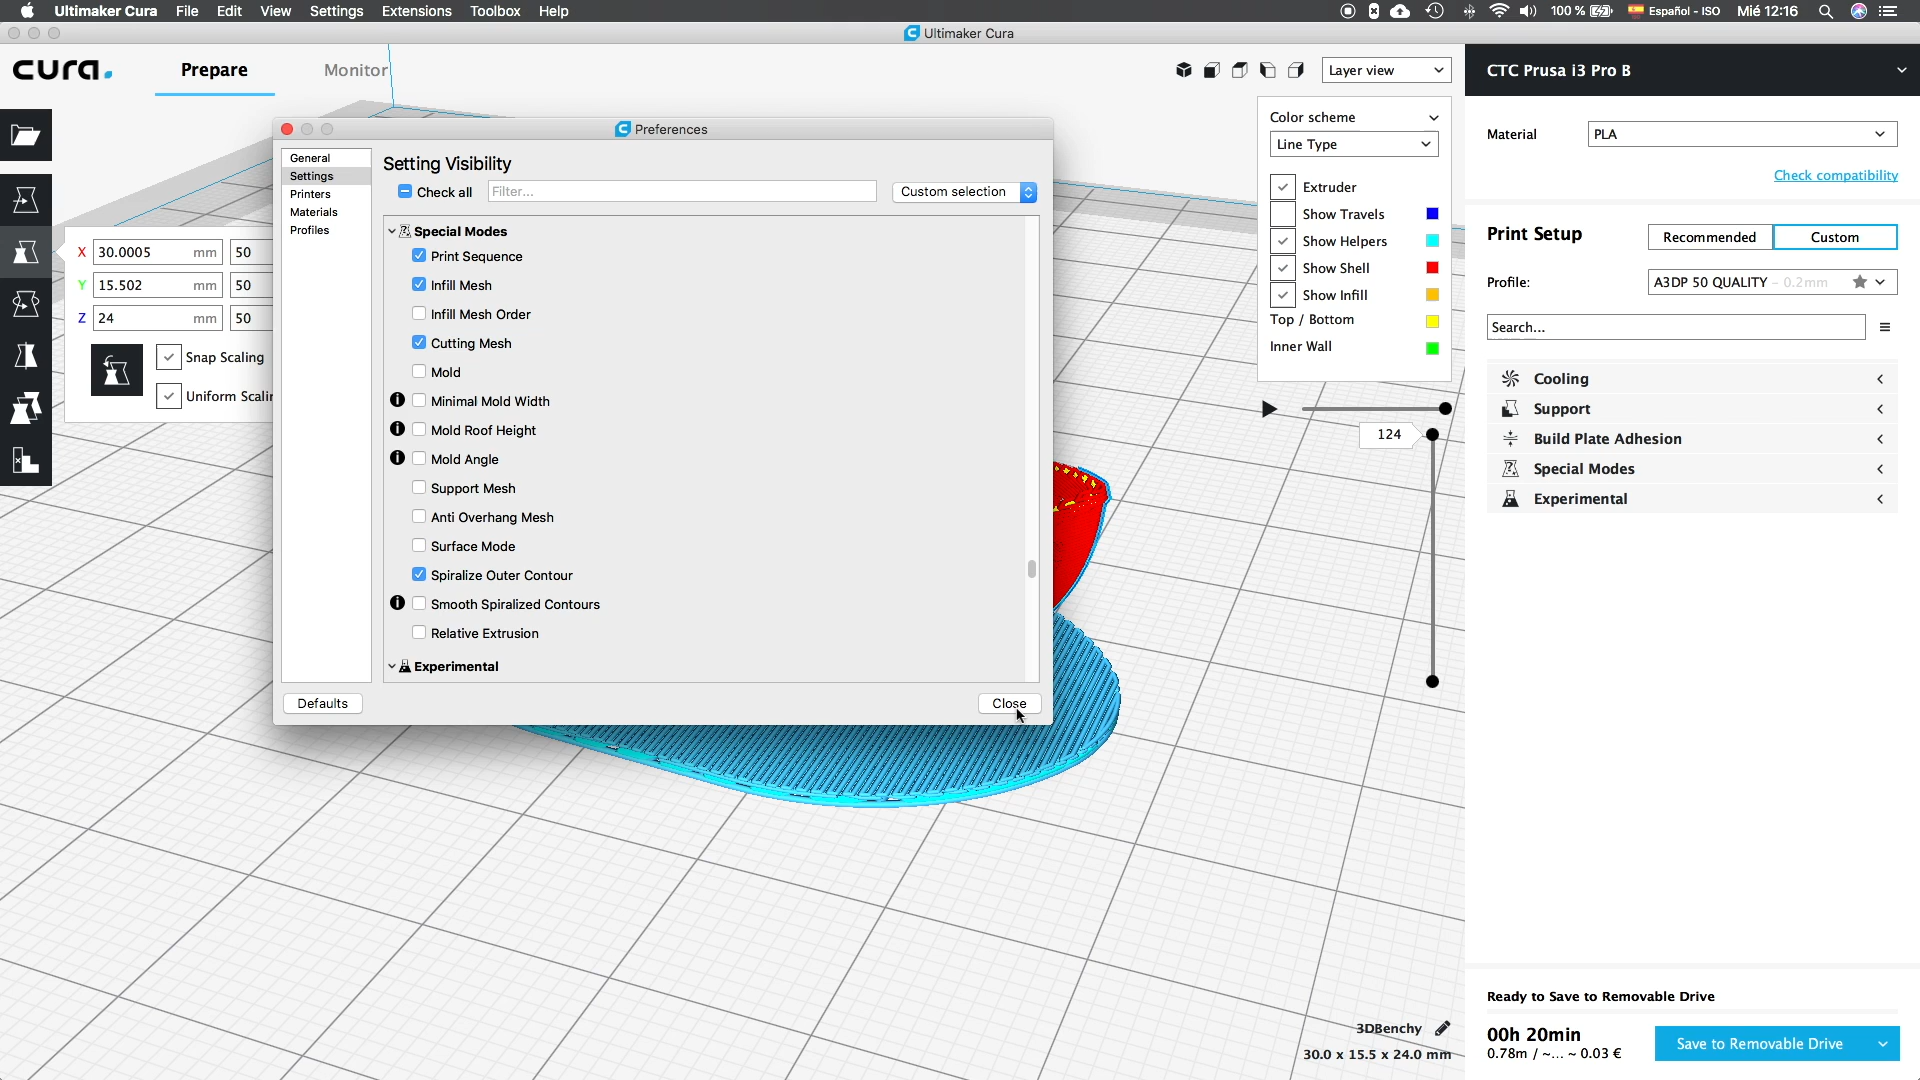 Ultimaker Cura File Edit View Settings Extensions Toolbox Help 100 % Español - ISO Mié 12:16
Ultimaker Cura
cura. Prepare Monitor Layer view CTC Prusa i3 Pro B
Color scheme
Line Type
Extruder
Show Travels
Show Helpers
Show Shell
Show Infill
Top / Bottom
Inner Wall
124
Material PLA
Check compatibility
Print Setup Recommended Custom
Profile: A3DP 50 QUALITY - 0.2mm
Search...
Cooling
Support
Build Plate Adhesion
Special Modes
Experimental
X 30.0005 mm 50
Y 15.502 mm 50
Z 24 mm 50
Snap Scaling
Uniform Scalin
Preferences
General
Settings
Printers
Materials
Profiles
Setting Visibility
Check all Filter... Custom selection
Special Modes
Print Sequence
Infill Mesh
Infill Mesh Order
Cutting Mesh
Mold
Minimal Mold Width
Mold Roof Height
Mold Angle
Support Mesh
Anti Overhang Mesh
Surface Mode
Spiralize Outer Contour
Smooth Spiralized Contours
Relative Extrusion
Experimental
Defaults Close
3DBenchy
30.0 x 15.5 x 24.0 mm
Ready to Save to Removable Drive
00h 20min
0.78m / ~... ~ 0.03 €
Save to Removable Drive